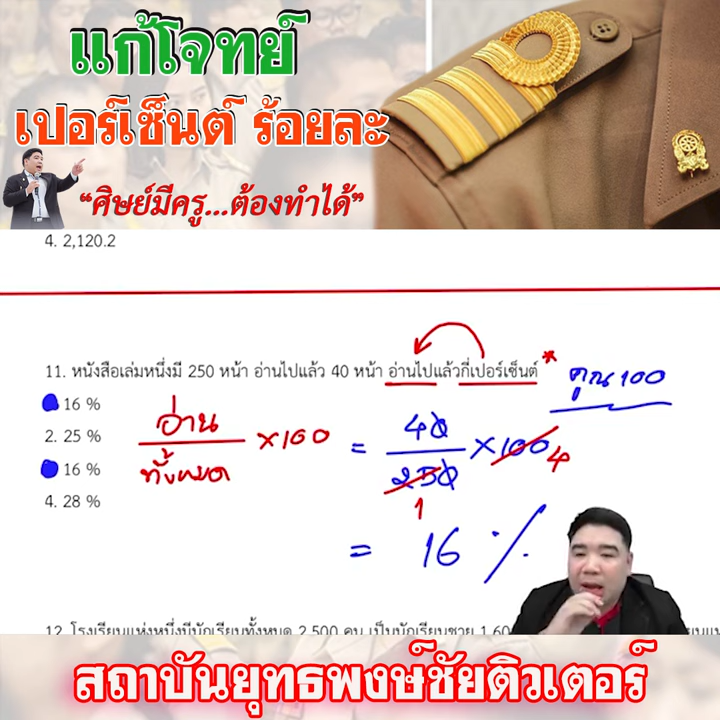 แก้โจทย์
เปอร์เซ็นต์ ร้อยละ
“ศิษย์มีครู...ต้องทำได้”
4. 2,120.2
11. หนังสือเล่มหนึ่งมี 250 หน้า อ่านไปแล้ว 40 หน้า อ่านไปแล้วกี่เปอร์เซ็นต์ *
คูณ 100
16 %
2. 25 %
16 %
4. 28 %
อ่าน
ทั้งหมด
×100
= 40
250
×100 4
1
= 16 %
12. โรงเรียนแห่งหนึ่งมีนักเรียนทั้งหมด 2,500 คน เป็นนักเรียนชาย 1,60
สถาบันยุทธพงษ์ชัยติวเตอร์